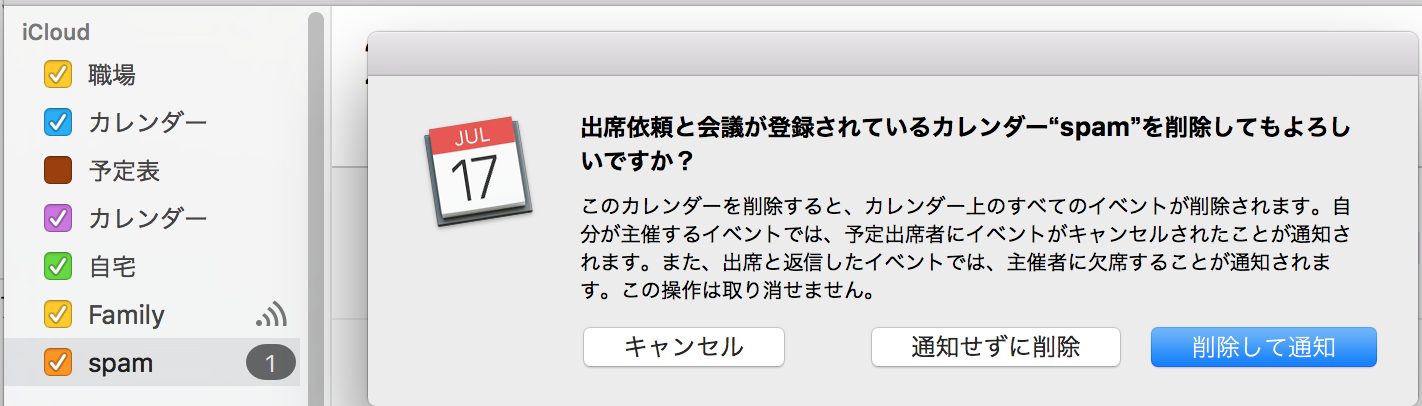 iCloud
職場
カレンダー
予定表
カレンダー
自宅
Family
spam
1
JUL
17
出席依頼と会議が登録されているカレンダー“spam”を削除してもよろし
いですか？
このカレンダーを削除すると、カレンダー上のすべてのイベントが削除されます。自
分が主催するイベントでは、予定出席者にイベントがキャンセルされたことが通知さ
れます。また、出席と返信したイベントでは、主催者に欠席することが通知されま
す。この操作は取り消せません。
キャンセル
通知せずに削除
削除して通知